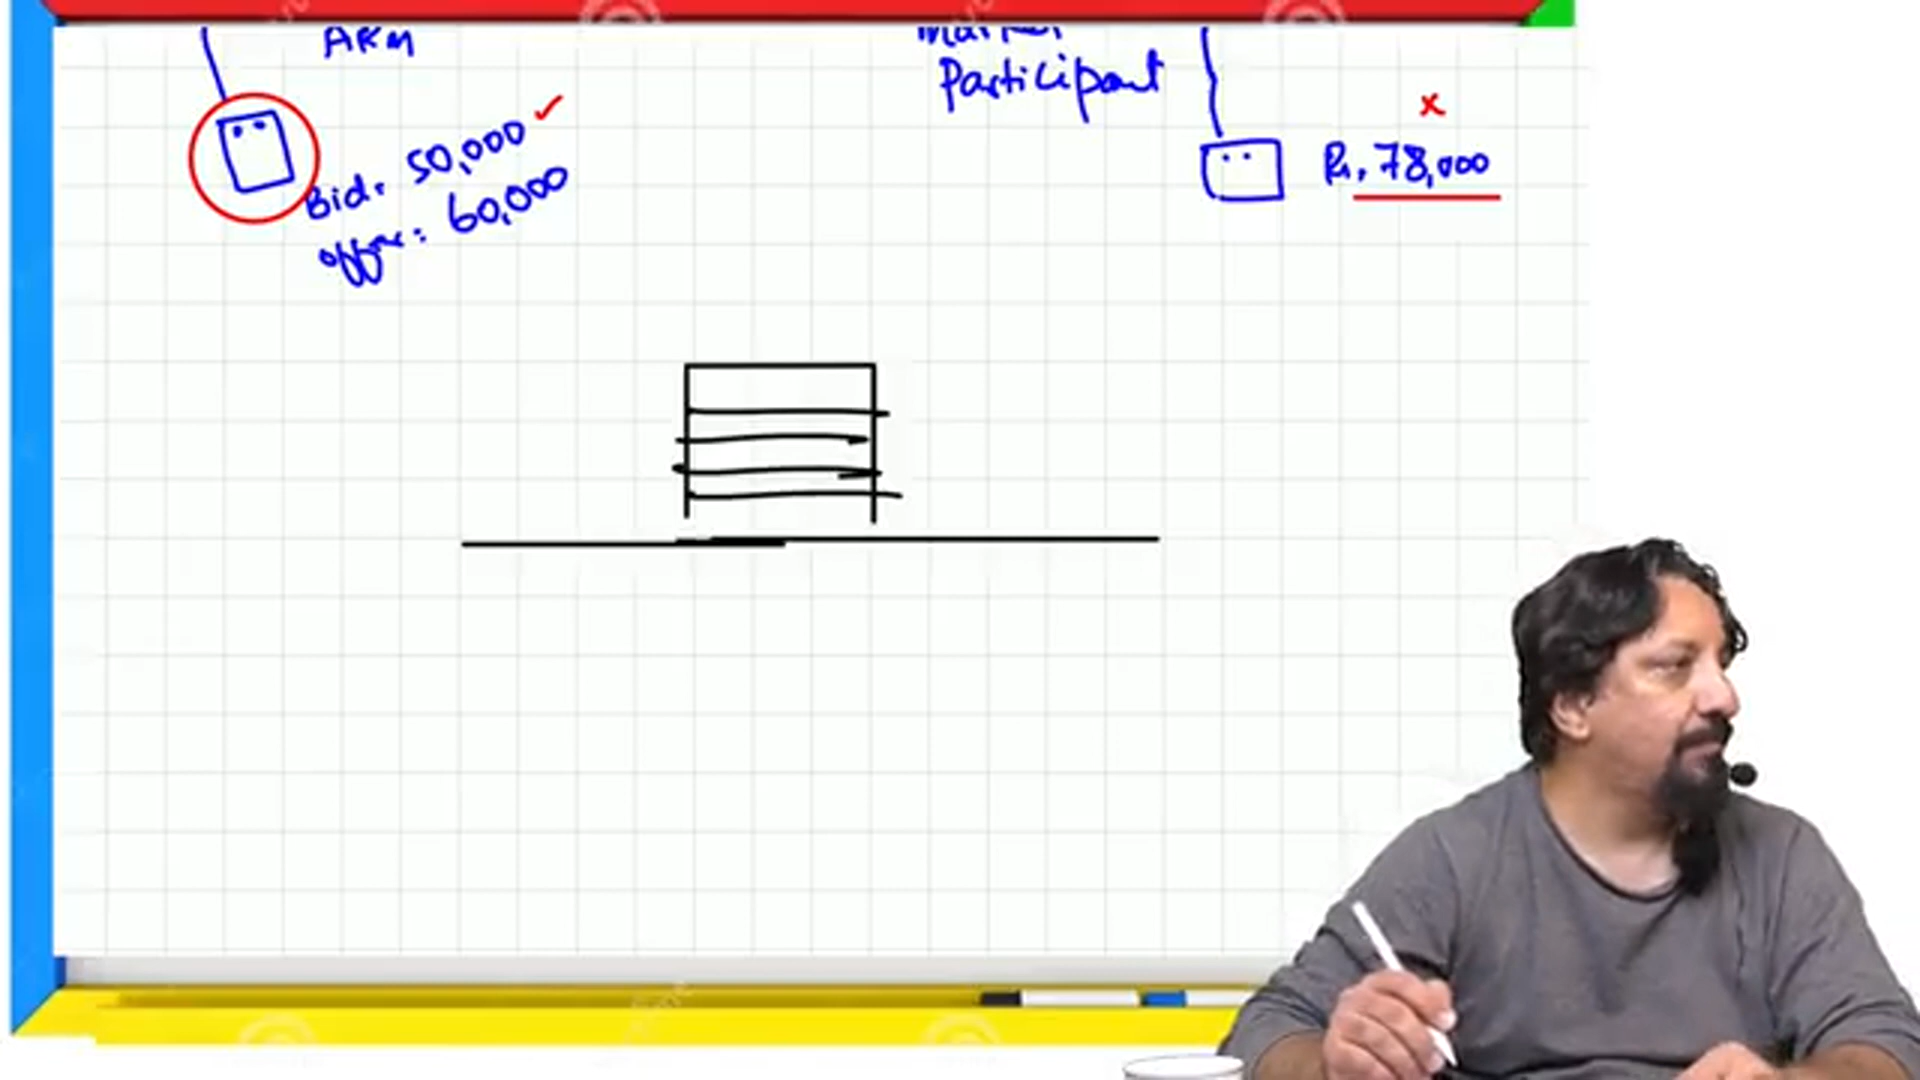 ARM
Market
Participant
Bid: 50,000 ✓
offer: 60,000
x
Rs. 78,000